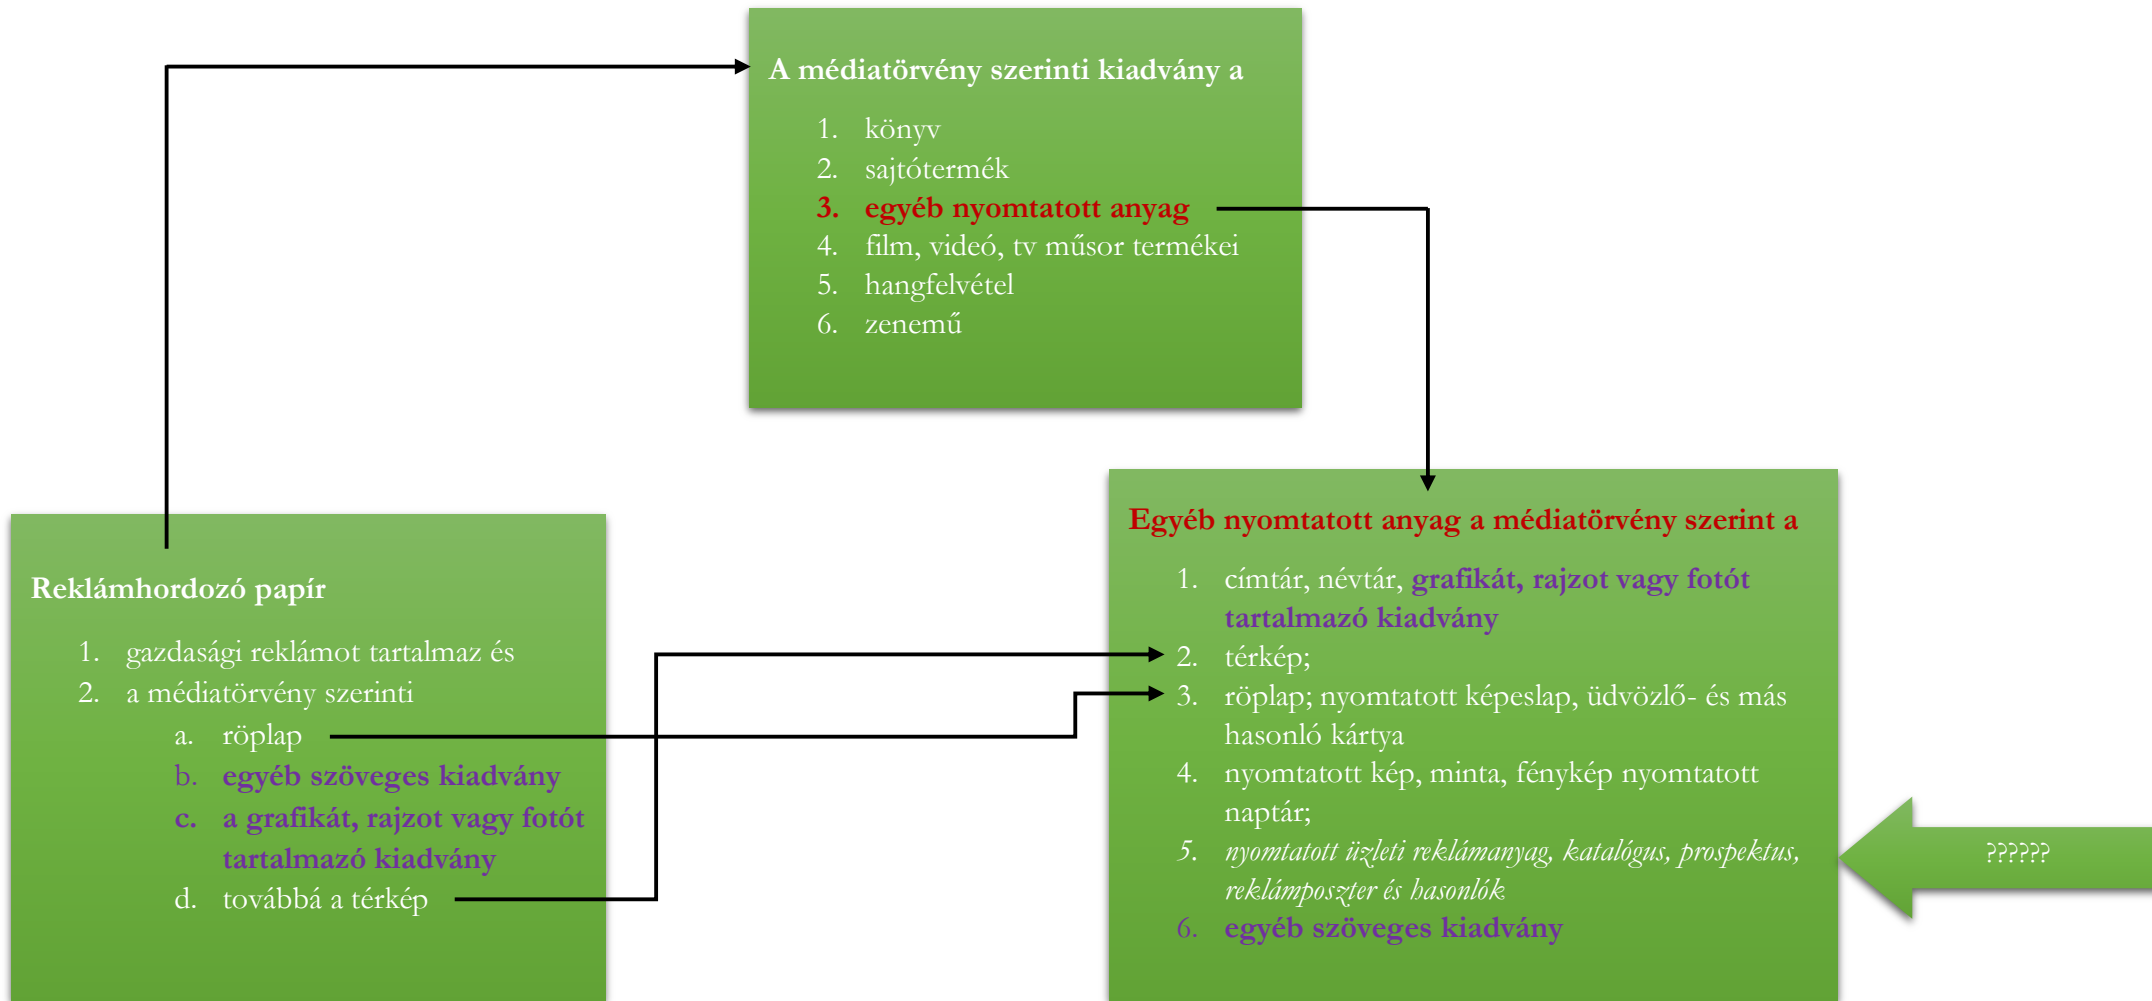 A médiatörvény szerinti kiadvány a
1. könyv
2. sajtótermék
3. egyéb nyomtatott anyag
4. film, videó, tv műsor termékei
5. hangfelvétel
6. zenemű
Reklámhordozó papír
1. gazdasági reklámot tartalmaz és
2. a médiatörvény szerinti
a. röplap
b. egyéb szöveges kiadvány
c. a grafikát, rajzot vagy fotót
tartalmazó kiadvány
d. továbbá a térkép
Egyéb nyomtatott anyag a médiatörvény szerint a
1. címtár, névtár, grafikát, rajzot vagy fotót
tartalmazó kiadvány
2. térkép;
3. röplap; nyomtatott képeslap, üdvözlő- és más
hasonló kártya
4. nyomtatott kép, minta, fénykép nyomtatott
naptár;
5. nyomtatott üzleti reklámanyag, katalógus, prospektus,
reklámposzter és hasonlók
6. egyéb szöveges kiadvány
??????